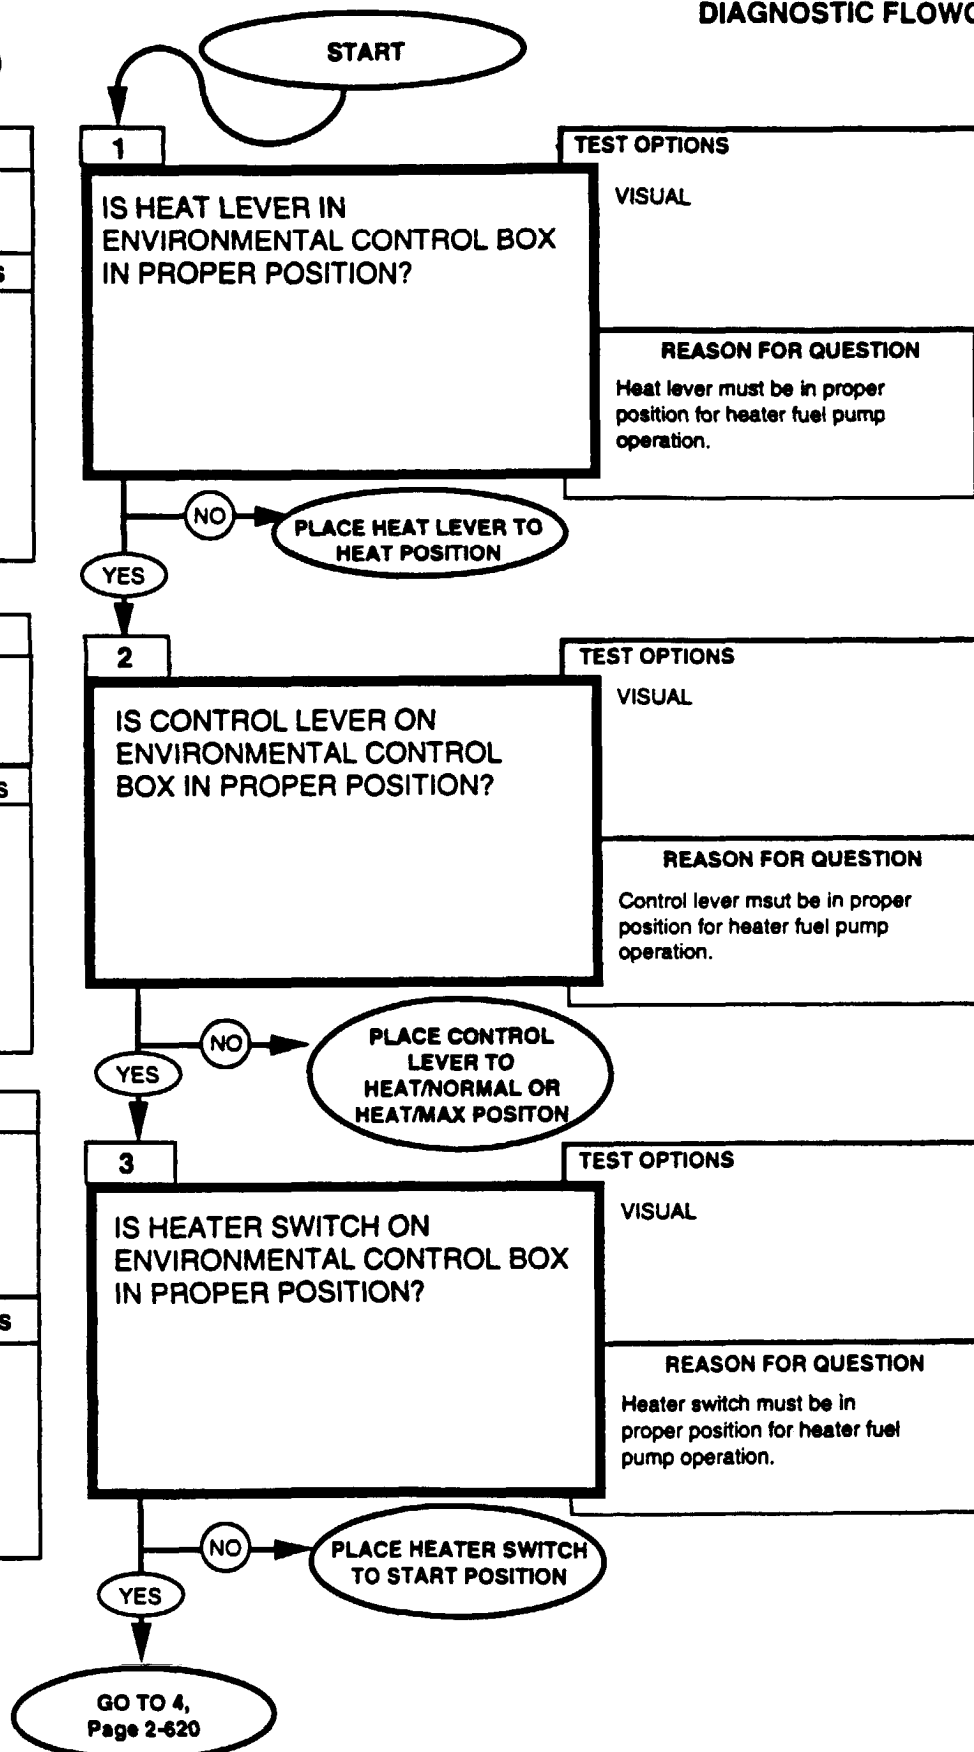 DIAGNOSTIC FLOW
START
1
TEST OPTIONS
VISUAL
IS HEAT LEVER IN
ENVIRONMENTAL CONTROL BOX
IN PROPER POSITION?
REASON FOR QUESTION
Heat lever must be in proper
position for heater fuel pump
operation.
NO
PLACE HEAT LEVER TO
HEAT POSITION
YES
2
TEST OPTIONS
VISUAL
IS CONTROL LEVER ON
ENVIRONMENTAL CONTROL
BOX IN PROPER POSITION?
S
REASON FOR QUESTION
Control lever msut be in proper
position for heater fuel pump
operation.
NO
PLACE CONTROL
LEVER TO
HEAT/NORMAL OR
HEAT/MAX POSITON
YES
3
TEST OPTIONS
VISUAL
IS HEATER SWITCH ON
ENVIRONMENTAL CONTROL BOX
IN PROPER POSITION?
S
REASON FOR QUESTION
Heater switch must be in
proper position for heater fuel
pump operation.
NO
PLACE HEATER SWITCH
TO START POSITION
YES
GO TO 4,
Page 2-620